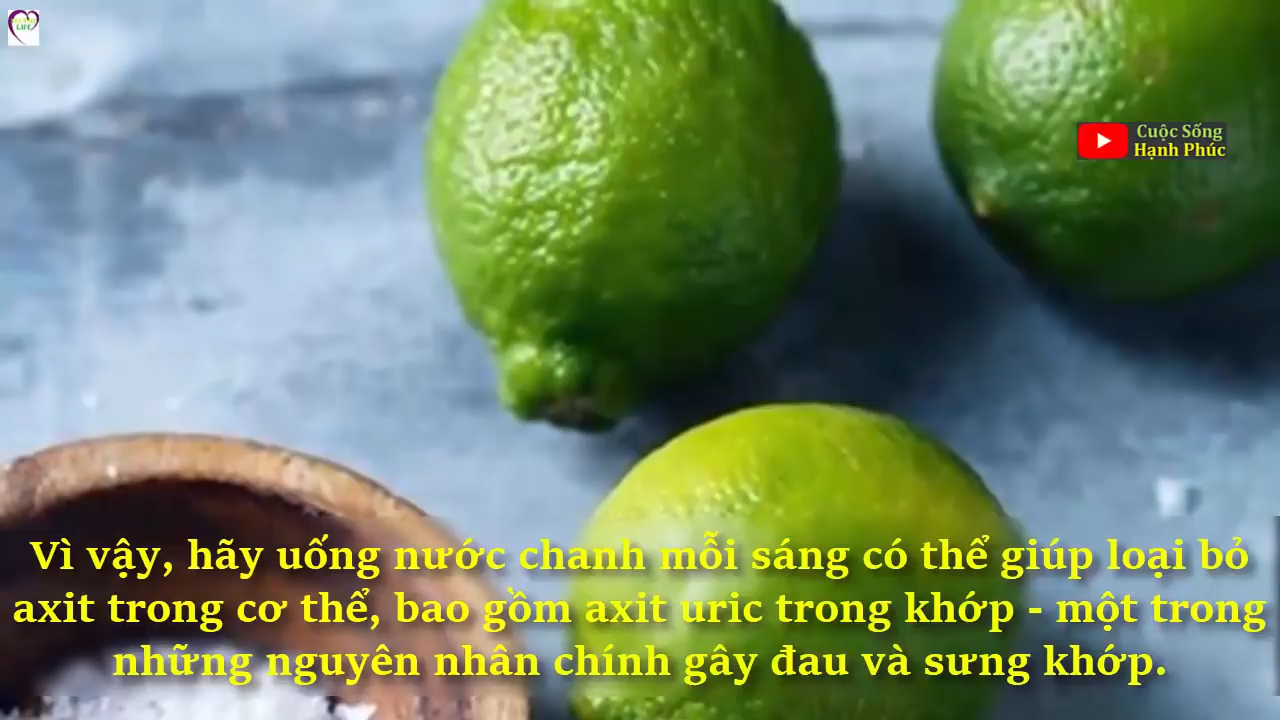 LIFE
Cuộc Sống
Hạnh Phúc
Vì vậy, hãy uống nước chanh mỗi sáng có thể giúp loại bỏ
axit trong cơ thể, bao gồm axit uric trong khớp - một trong
những nguyên nhân chính gây đau và sưng khớp.